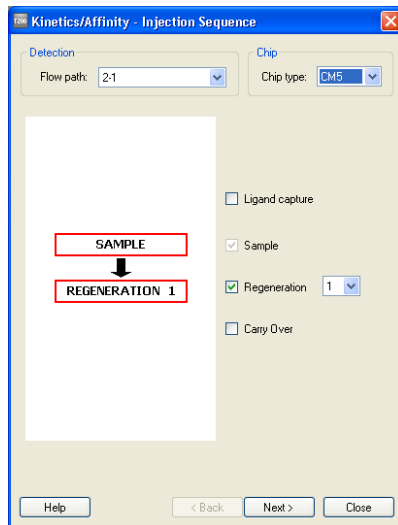 T200 Kinetics/Affinity - Injection Sequence
Detection
Chip
Flow path: 2-1
Chip type: CM5
Ligand capture
SAMPLE
Sample
REGENERATION 1
Regeneration 1
Carry Over
Help
< Back
Next >
Close